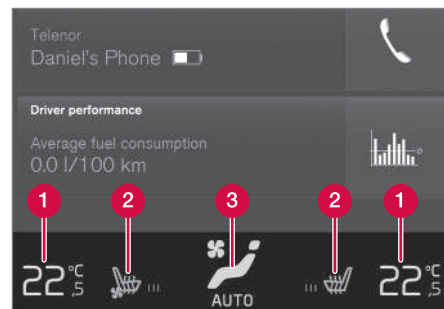 Telenor
Daniel's Phone
Driver performance
Average fuel consumption
0.0 l/100 km
1 2 3 2 1
22,5 °C 22,5 °C
AUTO